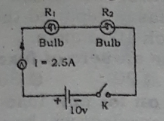 R₁ R₂
Bulb Bulb
A I = 2.5A
+ − K
10v